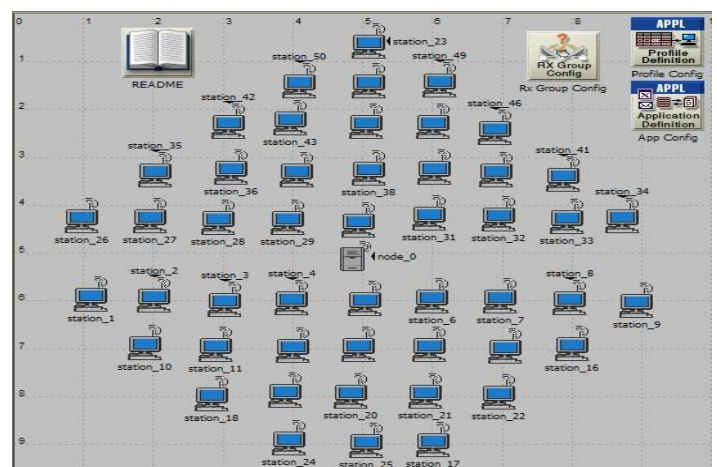 0 1 2 3 4 5 6 7 8
APPL
Profile Definition
Profile Config
RX Group Config
Rx Group Config
README
APPL
Application Definition
App Config
station_23
1
station_50 station_49
2
station_42 station_46
station_43
3
station_35 station_41
station_36 station_38
station_34
4
station_26 station_27 station_28 station_29 station_31 station_32 station_33
5
node_0
station_2 station_3 station_4 station_8
6
station_1 station_6 station_7 station_9
7
station_10 station_11 station_16
8
station_18 station_20 station_21 station_22
9
station_24 station_25 station_17